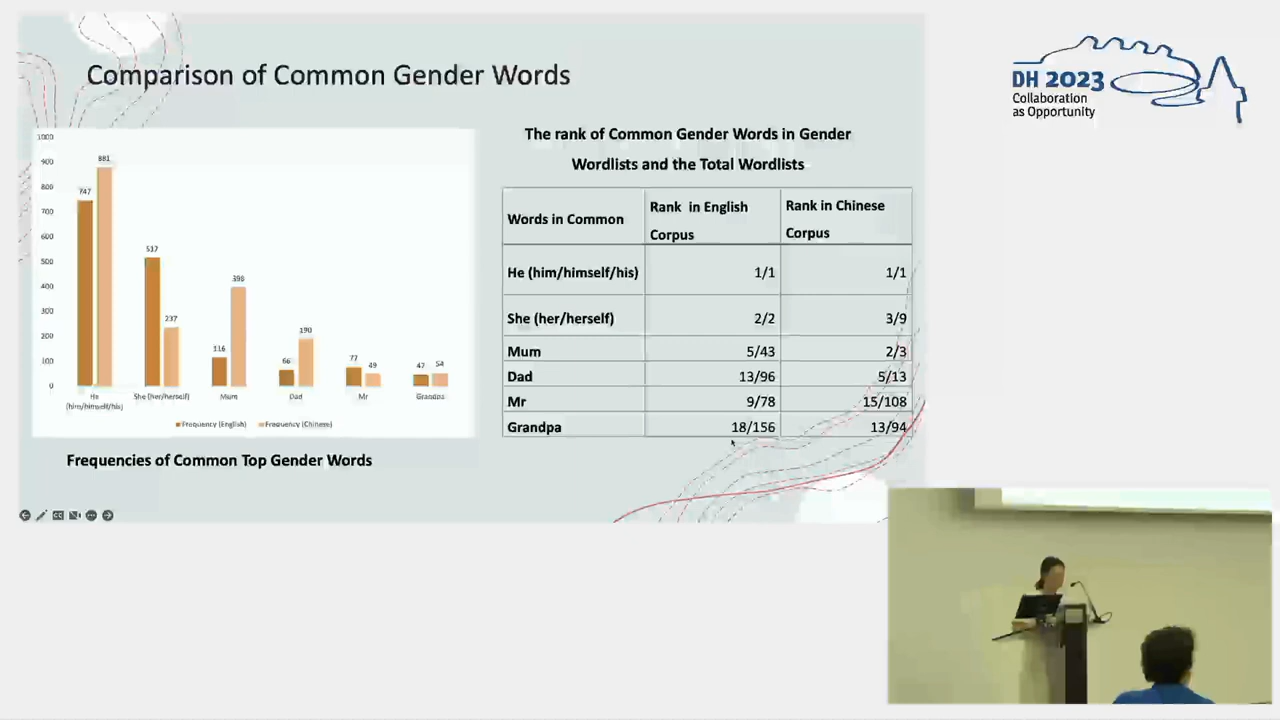 Comparison of Common Gender Words
DH 2023
Collaboration
as Opportunity
1000
900
800
700
600
500
400
300
200
100
0
747
881
517
237
116
398
66
190
77
49
47
54
He
(him/himself/his)
She (her/herself)
Mum
Dad
Mr
Grandpa
Frequency (English)
Frequency (Chinese)
Frequencies of Common Top Gender Words
The rank of Common Gender Words in Gender
Wordlists and the Total Wordlists
Words in Common
Rank in English
Corpus
Rank in Chinese
Corpus
He (him/himself/his) 1/1 1/1
She (her/herself) 2/2 3/9
Mum 5/43 2/3
Dad 13/96 5/13
Mr 9/78 15/108
Grandpa 18/156 13/94